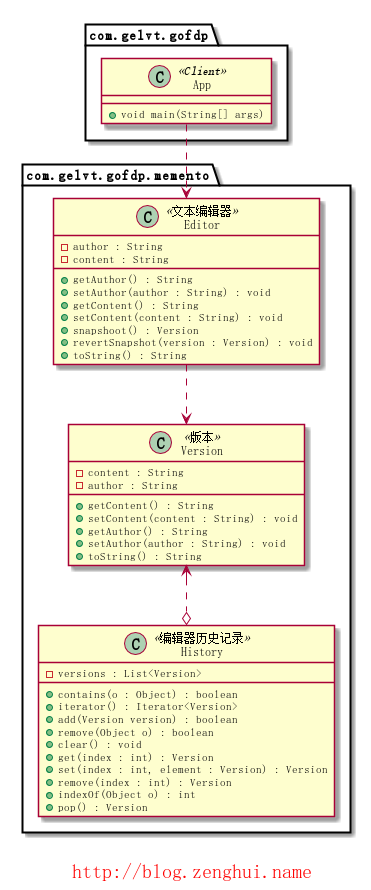 com.gelvt.gofdp
C
«Client»
App
void main(String[] args)
com.gelvt.gofdp.memento
C
«文本编辑器»
Editor
author : String
content : String
getAuthor() : String
setAuthor(author : String) : void
getContent() : String
setContent(content : String) : void
snapshoot() : Version
revertSnapshot(version : Version) : void
toString() : String
C
«版本»
Version
content : String
author : String
getContent() : String
setContent(content : String) : void
getAuthor() : String
setAuthor(author : String) : void
toString() : String
C
«编辑器历史记录»
History
versions : List<Version>
contains(o : Object) : boolean
iterator() : Iterator<Version>
add(Version version) : boolean
remove(Object o) : boolean
clear() : void
get(index : int) : Version
set(index : int, element : Version) : Version
remove(index : int) : Version
indexOf(Object o) : int
pop() : Version
http://blog.zenghui.name